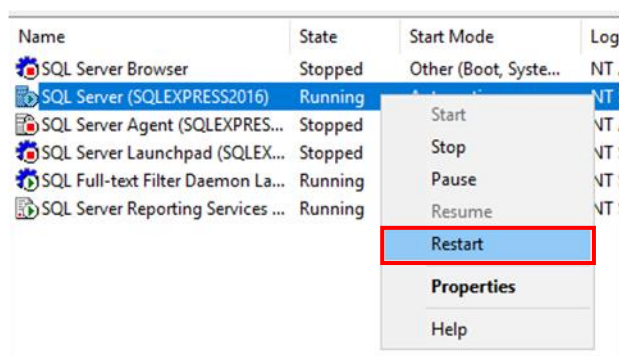 Name State Start Mode Log
SQL Server Browser Stopped Other (Boot, Syste... NT
SQL Server (SQLEXPRESS2016) Running NT
SQL Server Agent (SQLEXPRES... Stopped NT
SQL Server Launchpad (SQLEX... Stopped NT
SQL Full-text Filter Daemon La... Running NT
SQL Server Reporting Services ... Running NT
Start
Stop
Pause
Resume
Restart
Properties
Help